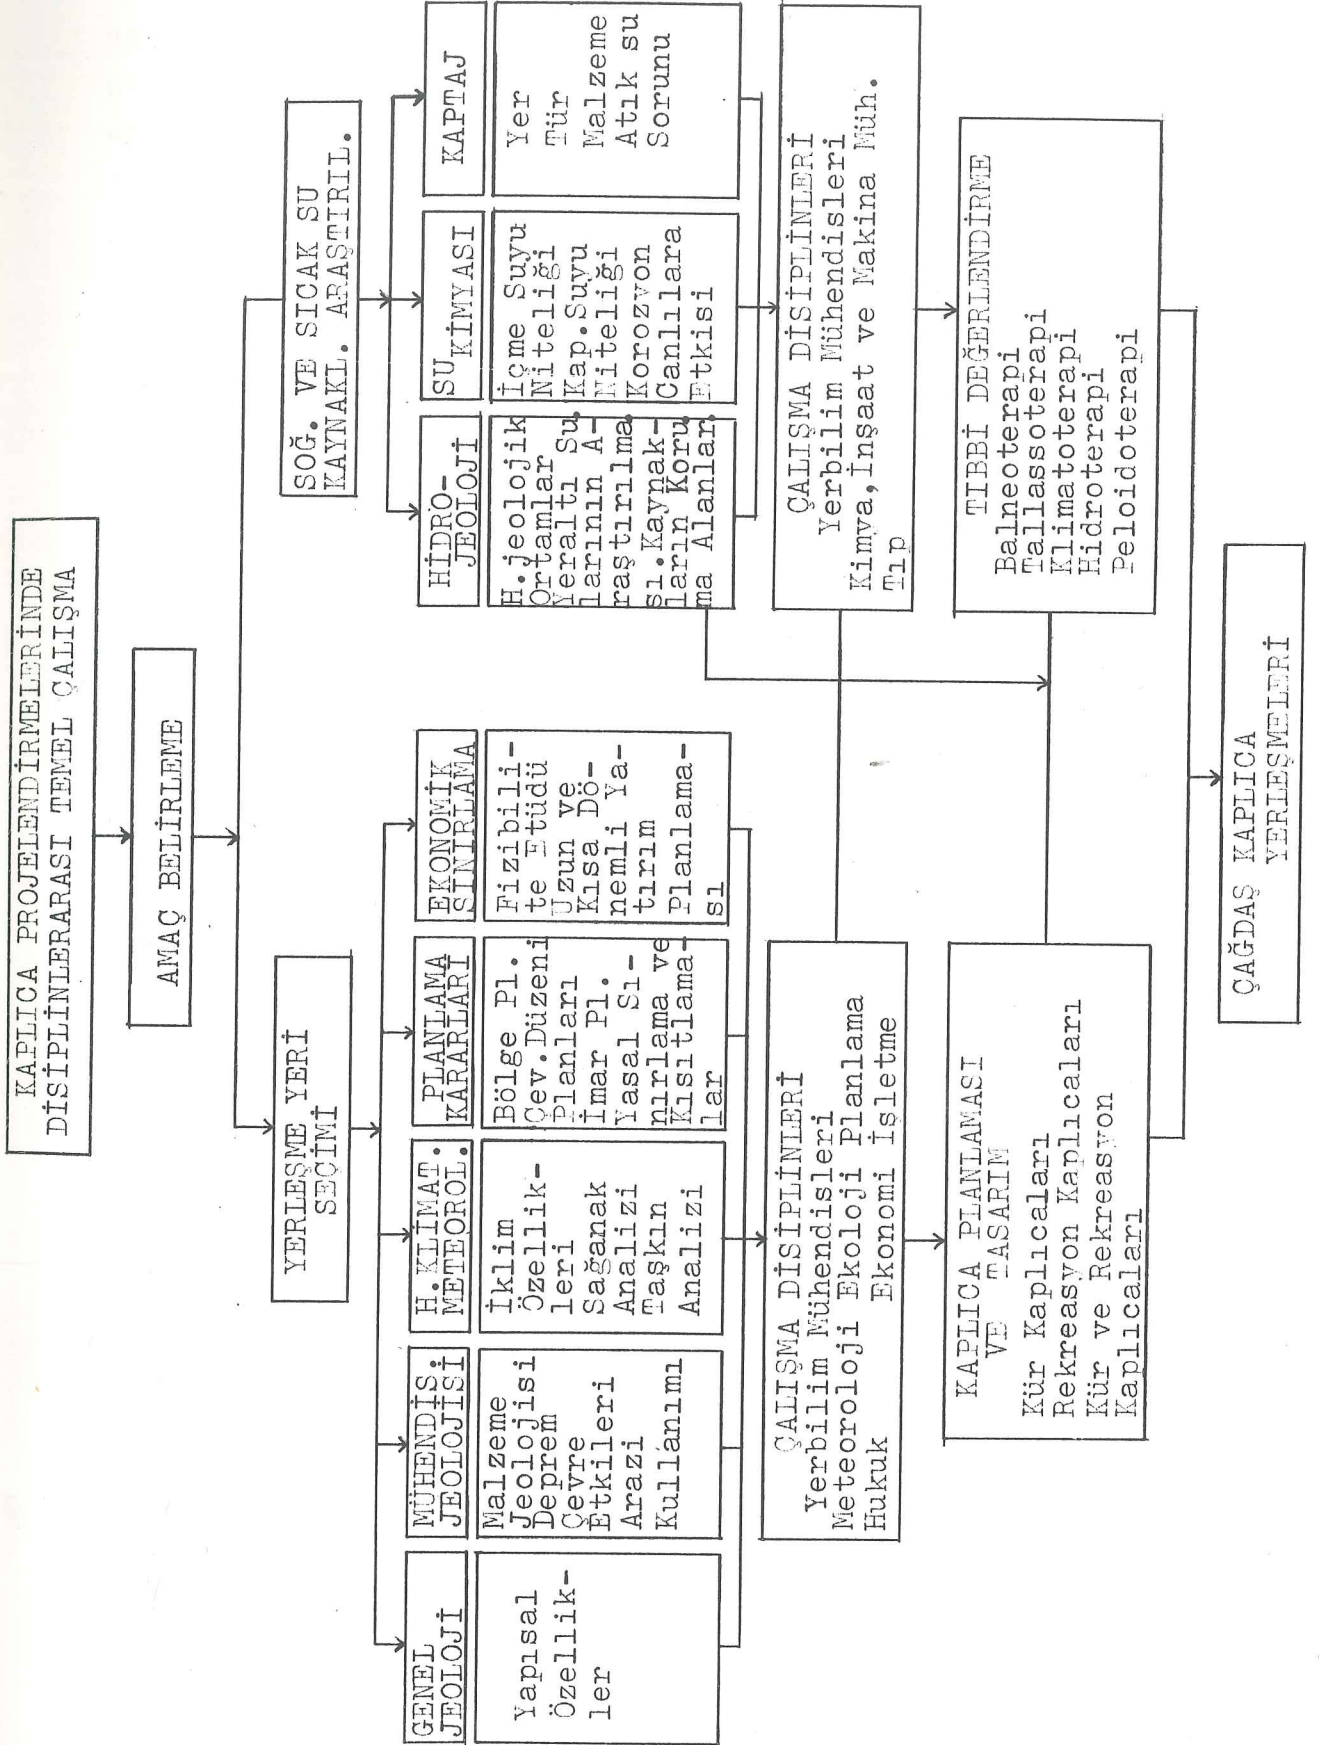 KAPLICA PROJELENDİRMELERİNDE
DİSİPLİNLERARASI TEMEL ÇALIŞMA
AMAÇ BELİRLEME
YERLEŞME YERİ
SEÇİMİ
SOĞ. VE SICAK SU
KAYNAKL. ARAŞTIRIL.
GENEL
JEOLOJİ
MÜHENDİS.
JEOLOJİSİ
H.KLİMAT.
METEOROL.
PLANLAMA
KARARLARI
EKONOMİK
SINIRLAMA
HİDRO-
JEOLOJİ
SU
KİMYASI
KAPTAJ
Yapısal
Özellik-
ler
Malzeme
Jeolojisi
Deprem
Çevre
Etkileri
Arazi
Kullanımı
İklim
Özellik-
leri
Sağanak
Analizi
Taşkın
Analizi
Bölge Pl.
Çev.Düzeni
Planları
İmar Pl.
Yasal Sı-
nırlama ve
Kısıtlama-
lar
Fizibili-
te Etüdü
Uzun ve
Kısa Dö-
nemli Ya-
tırım
Planlama-
sı
H.jeolojik
Ortamlar
Yeraltı Su.
larının A-
raştırılma
sı.Kaynak-
ların Koru
ma Alanlar.
İçme Suyu
Niteliği
Kap.Suyu
Niteliği
Korozyon
Canlılara
Etkisi
Yer
Tür
Malzeme
Atık su
Sorunu
ÇALIŞMA DİSİPLİNLERİ
Yerbilim Mühendisleri
Meteoroloji Ekoloji Planlama
Hukuk Ekonomi İşletme
ÇALIŞMA DİSİPLİNLERİ
Yerbilim Mühendisleri
Kimya,İnşaat ve Makina Müh.
Tıp
KAPLICA PLANLAMASI
VE TASARIM
Kür Kaplıcaları
Rekreasyon Kaplıcaları
Kür ve Rekreasyon
Kaplıcaları
TIBBİ DEĞERLENDİRME
Balneoterapi
Tallassoterapi
Klimatoterapi
Hidroterapi
Peloidoterapi
ÇAĞDAŞ KAPLICA
YERLEŞMELERİ